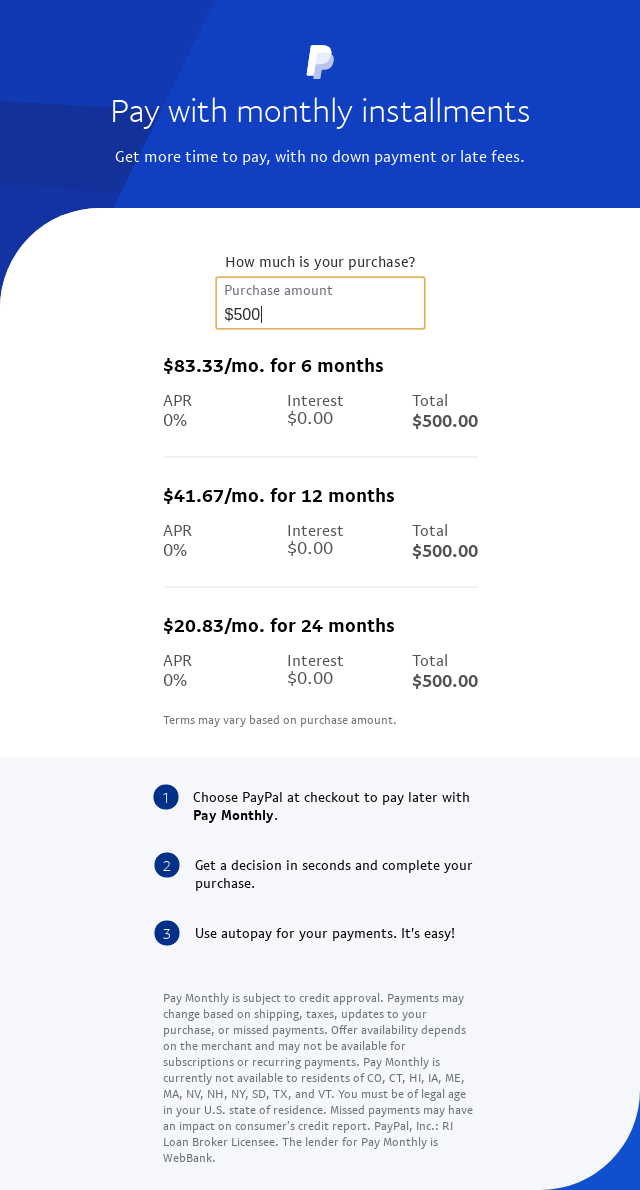 Pay with monthly installments
Get more time to pay, with no down payment or late fees.
How much is your purchase?
Purchase amount
$500
$83.33/mo. for 6 months
APR Interest Total
0% $0.00 $500.00
$41.67/mo. for 12 months
APR Interest Total
0% $0.00 $500.00
$20.83/mo. for 24 months
APR Interest Total
0% $0.00 $500.00
Terms may vary based on purchase amount.
1 Choose PayPal at checkout to pay later with
Pay Monthly.
2 Get a decision in seconds and complete your
purchase.
3 Use autopay for your payments. It's easy!
Pay Monthly is subject to credit approval. Payments may
change based on shipping, taxes, updates to your
purchase, or missed payments. Offer availability depends
on the merchant and may not be available for
subscriptions or recurring payments. Pay Monthly is
currently not available to residents of CO, CT, HI, IA, ME,
MA, NV, NH, NY, SD, TX, and VT. You must be of legal age
in your U.S. state of residence. Missed payments may have
an impact on consumer's credit report. PayPal, Inc.: RI
Loan Broker Licensee. The lender for Pay Monthly is
WebBank.